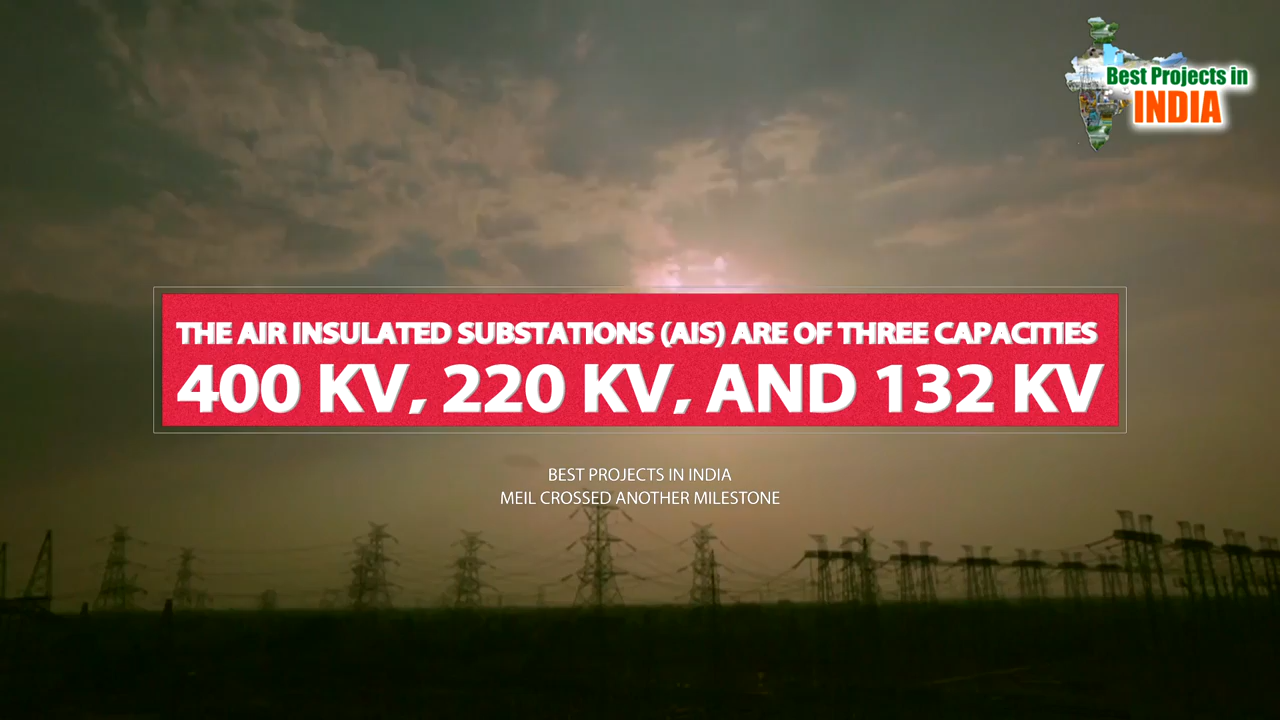 Best Projects in
INDIA
THE AIR INSULATED SUBSTATIONS (AIS) ARE OF THREE CAPACITIES
400 KV, 220 KV, AND 132 KV
BEST PROJECTS IN INDIA
MEIL CROSSED ANOTHER MILESTONE